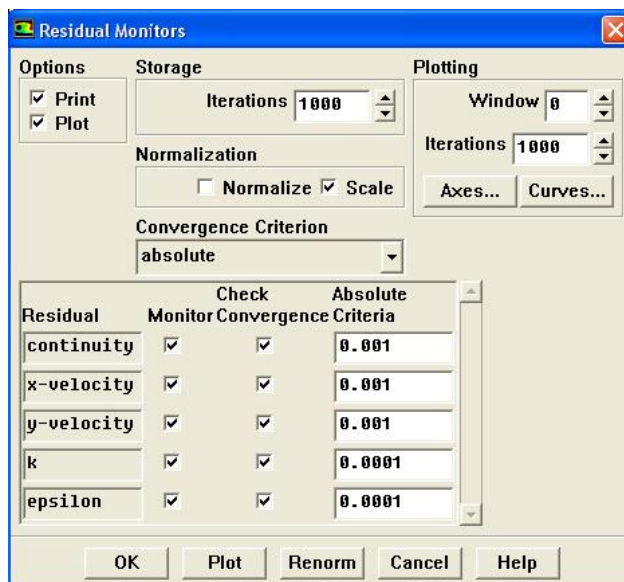 Residual Monitors
Options
Print
Plot
Storage
Iterations 1000
Normalization
Normalize Scale
Convergence Criterion
absolute
Plotting
Window 0
Iterations 1000
Axes... Curves...
Residual Monitor Check Convergence Absolute Criteria
continuity 0.001
x-velocity 0.001
y-velocity 0.001
k 0.0001
epsilon 0.0001
OK Plot Renorm Cancel Help